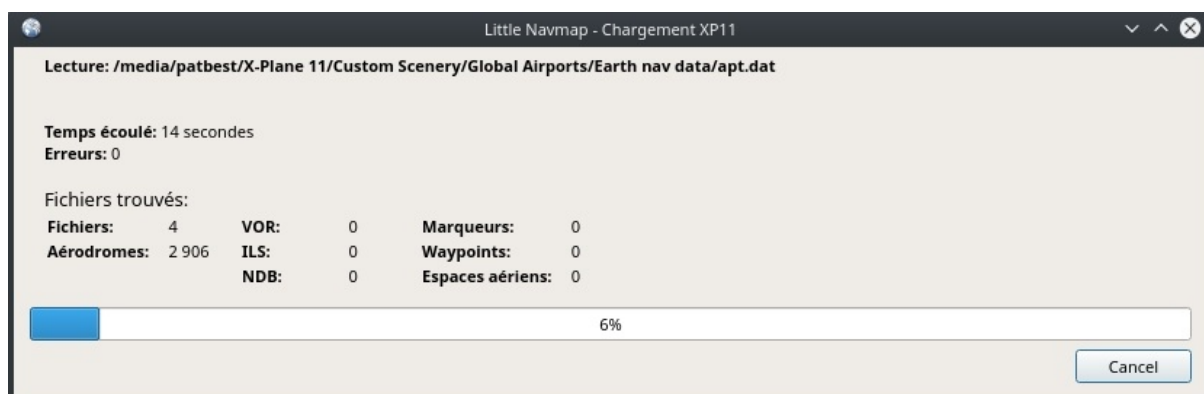 Little Navmap - Chargement XP11
Lecture: /media/patbest/X-Plane 11/Custom Scenery/Global Airports/Earth nav data/apt.dat
Temps écoulé: 14 secondes
Erreurs: 0
Fichiers trouvés:
Fichiers: 4 VOR: 0 Marqueurs: 0
Aérodromes: 2 906 ILS: 0 Waypoints: 0
NDB: 0 Espaces aériens: 0
6%
Cancel